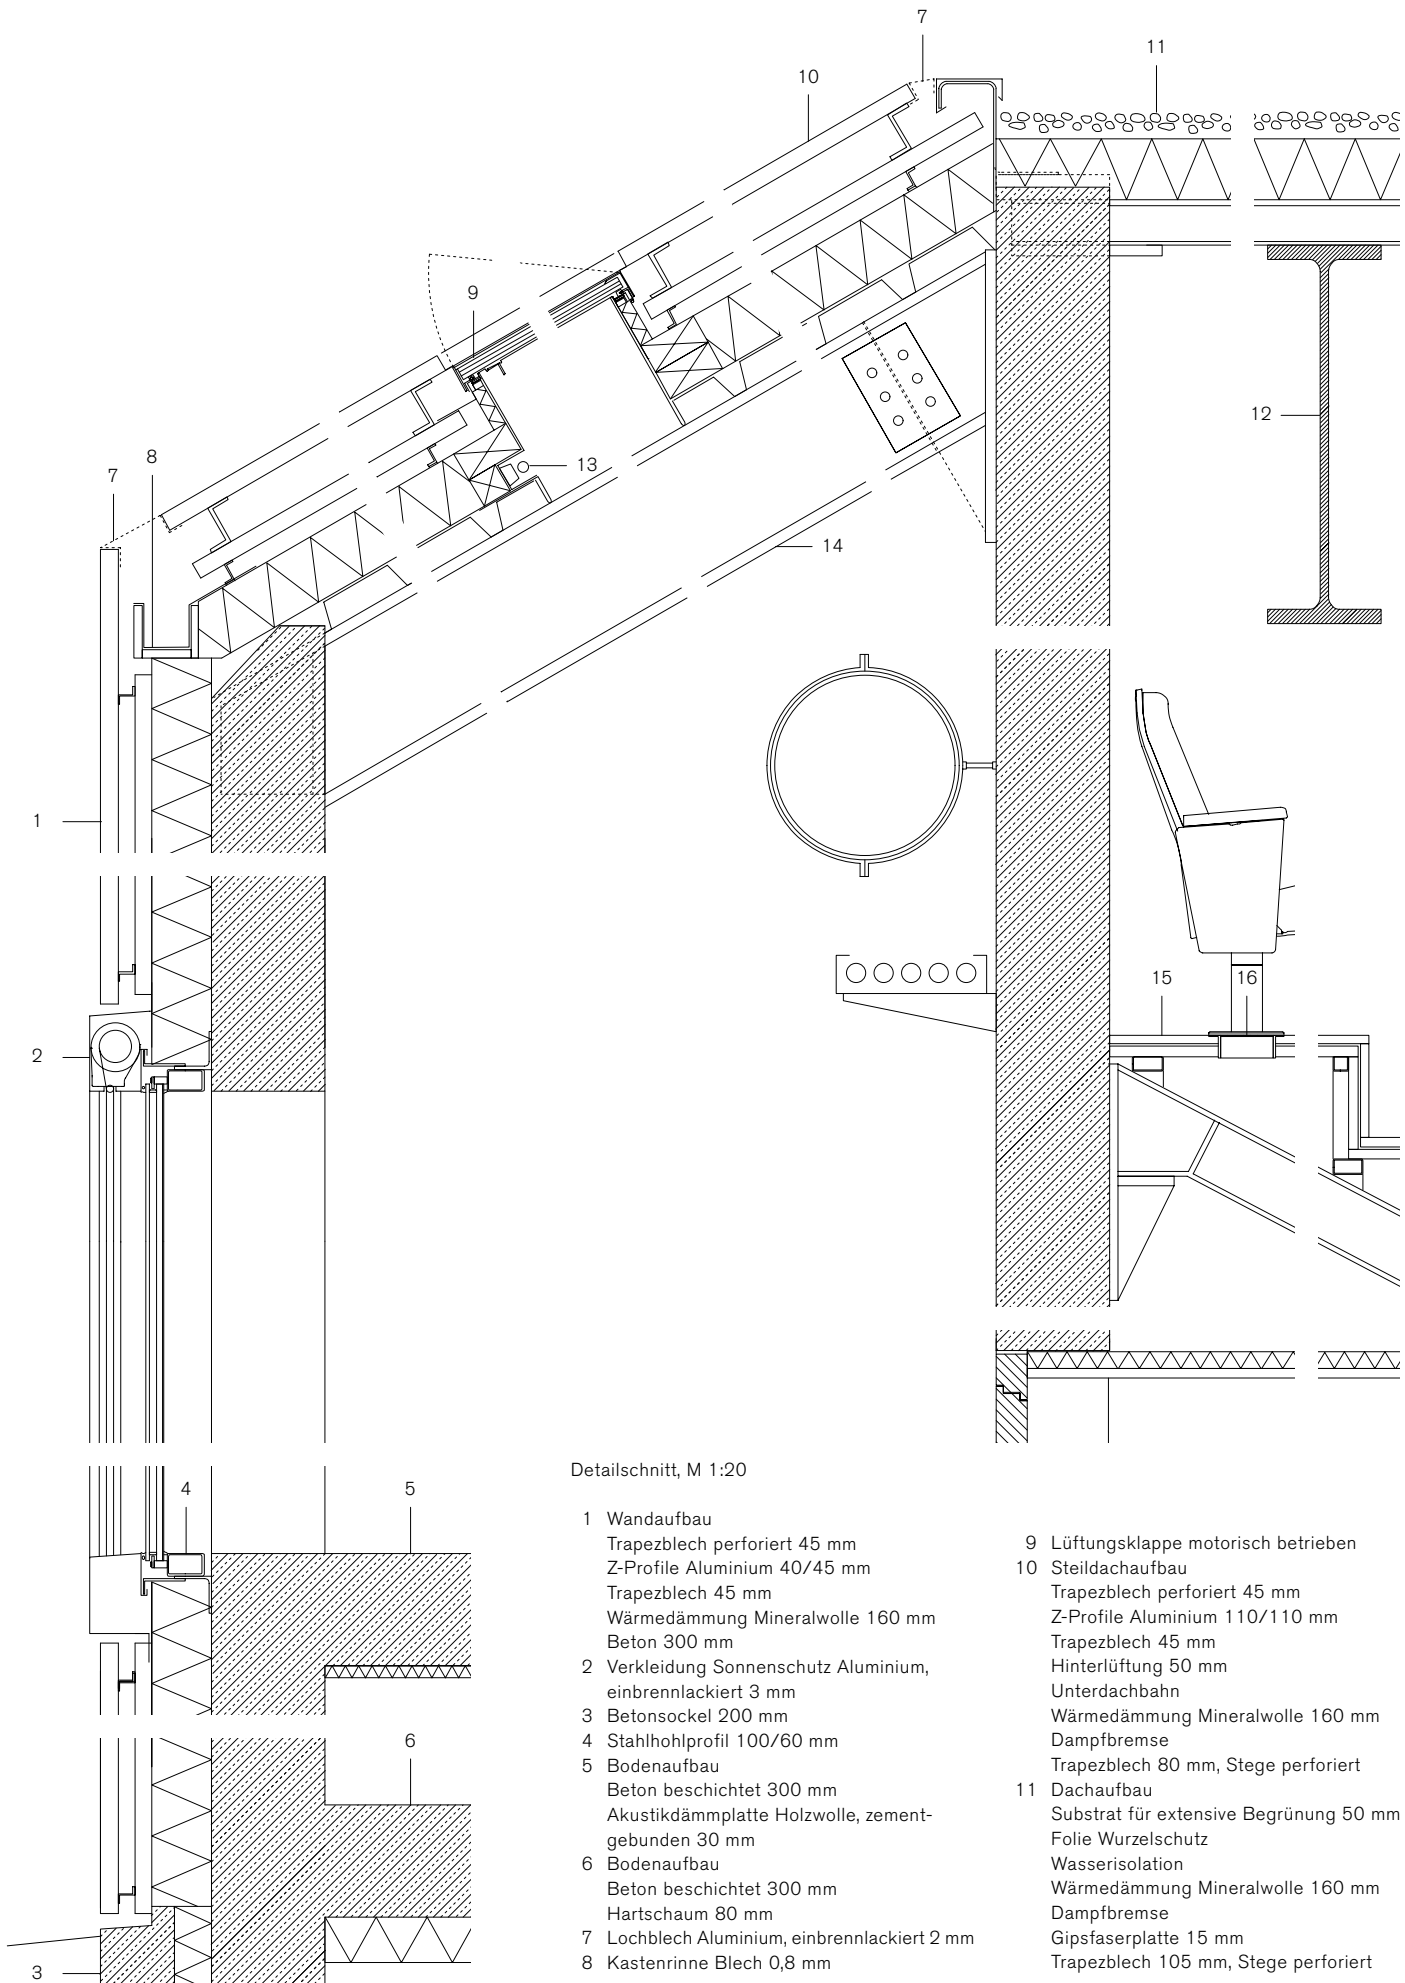 7
11
10
9
8
7
13
12
14
1
15
16
2
4
5
6
3
Detailschnitt, M 1:20
1 Wandaufbau
Trapezblech perforiert 45 mm
Z-Profile Aluminium 40/45 mm
Trapezblech 45 mm
Wärmedämmung Mineralwolle 160 mm
Beton 300 mm
2 Verkleidung Sonnenschutz Aluminium,
einbrennlackiert 3 mm
3 Betonsockel 200 mm
4 Stahlhohlprofil 100/60 mm
5 Bodenaufbau
Beton beschichtet 300 mm
Akustikdämmplatte Holzwolle, zement-
gebunden 30 mm
6 Bodenaufbau
Beton beschichtet 300 mm
Hartschaum 80 mm
7 Lochblech Aluminium, einbrennlackiert 2 mm
8 Kastenrinne Blech 0,8 mm
9 Lüftungsklappe motorisch betrieben
10 Steildachaufbau
Trapezblech perforiert 45 mm
Z-Profile Aluminium 110/110 mm
Trapezblech 45 mm
Hinterlüftung 50 mm
Unterdachbahn
Wärmedämmung Mineralwolle 160 mm
Dampfbremse
Trapezblech 80 mm, Stege perforiert
11 Dachaufbau
Substrat für extensive Begrünung 50 mm
Folie Wurzelschutz
Wasserisolation
Wärmedämmung Mineralwolle 160 mm
Dampfbremse
Gipsfaserplatte 15 mm
Trapezblech 105 mm, Stege perforiert